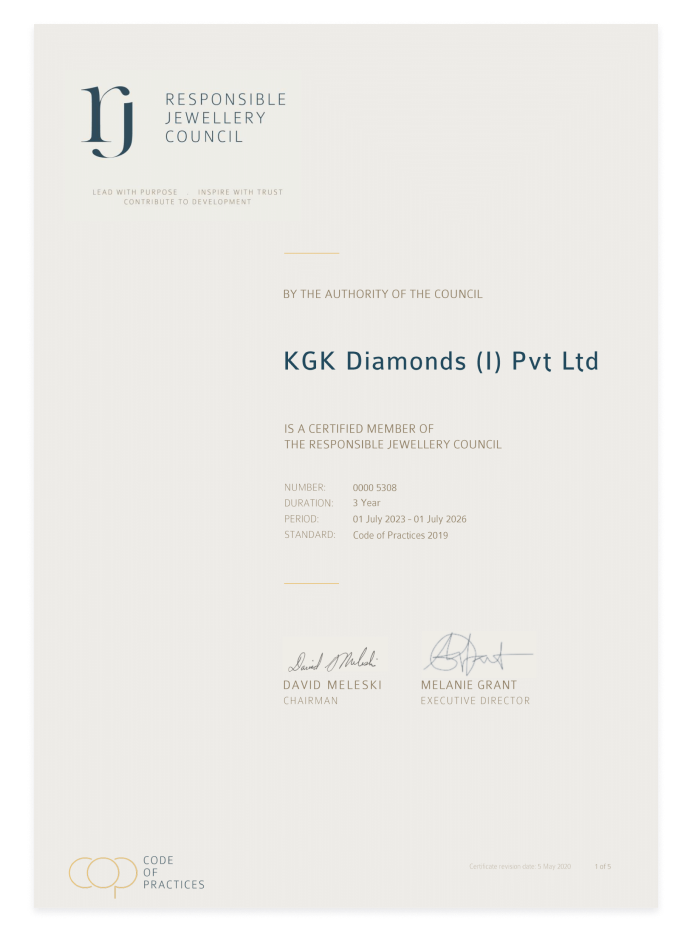 rj
RESPONSIBLE
JEWELLERY
COUNCIL
LEAD WITH PURPOSE . INSPIRE WITH TRUST
CONTRIBUTE TO DEVELOPMENT
BY THE AUTHORITY OF THE COUNCIL
KGK Diamonds (I) Pvt Ltd
IS A CERTIFIED MEMBER OF
THE RESPONSIBLE JEWELLERY COUNCIL
NUMBER: 0000 5308
DURATION: 3 Year
PERIOD: 01 July 2023 - 01 July 2026
STANDARD: Code of Practices 2019
David J Meleski
DAVID MELESKI MELANIE GRANT
CHAIRMAN EXECUTIVE DIRECTOR
cop
CODE
OF
PRACTICES
Certificate revision date: 5 May 2020 1 of 5